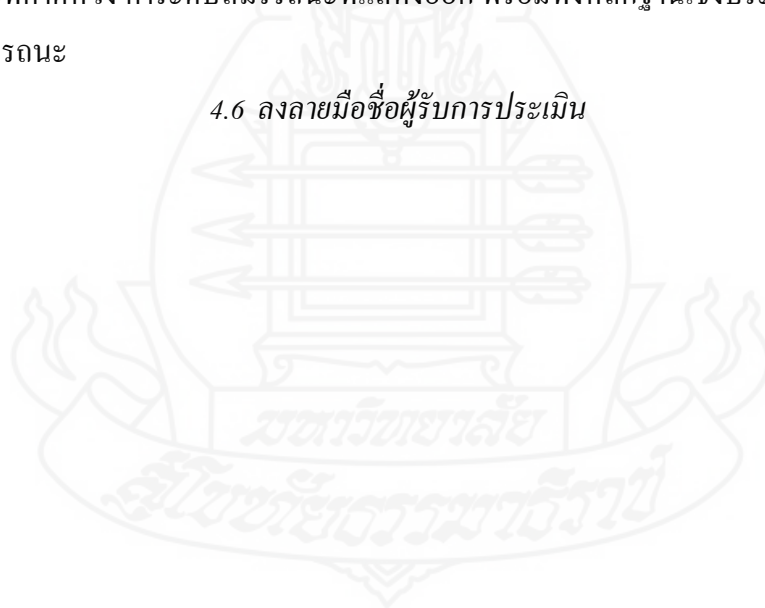 รถนะ
4.6 ลงลายมือชื่อผู้รับการประเมิน
มหาวิทยาลัย
สุโขทัยธรรมาธิราช